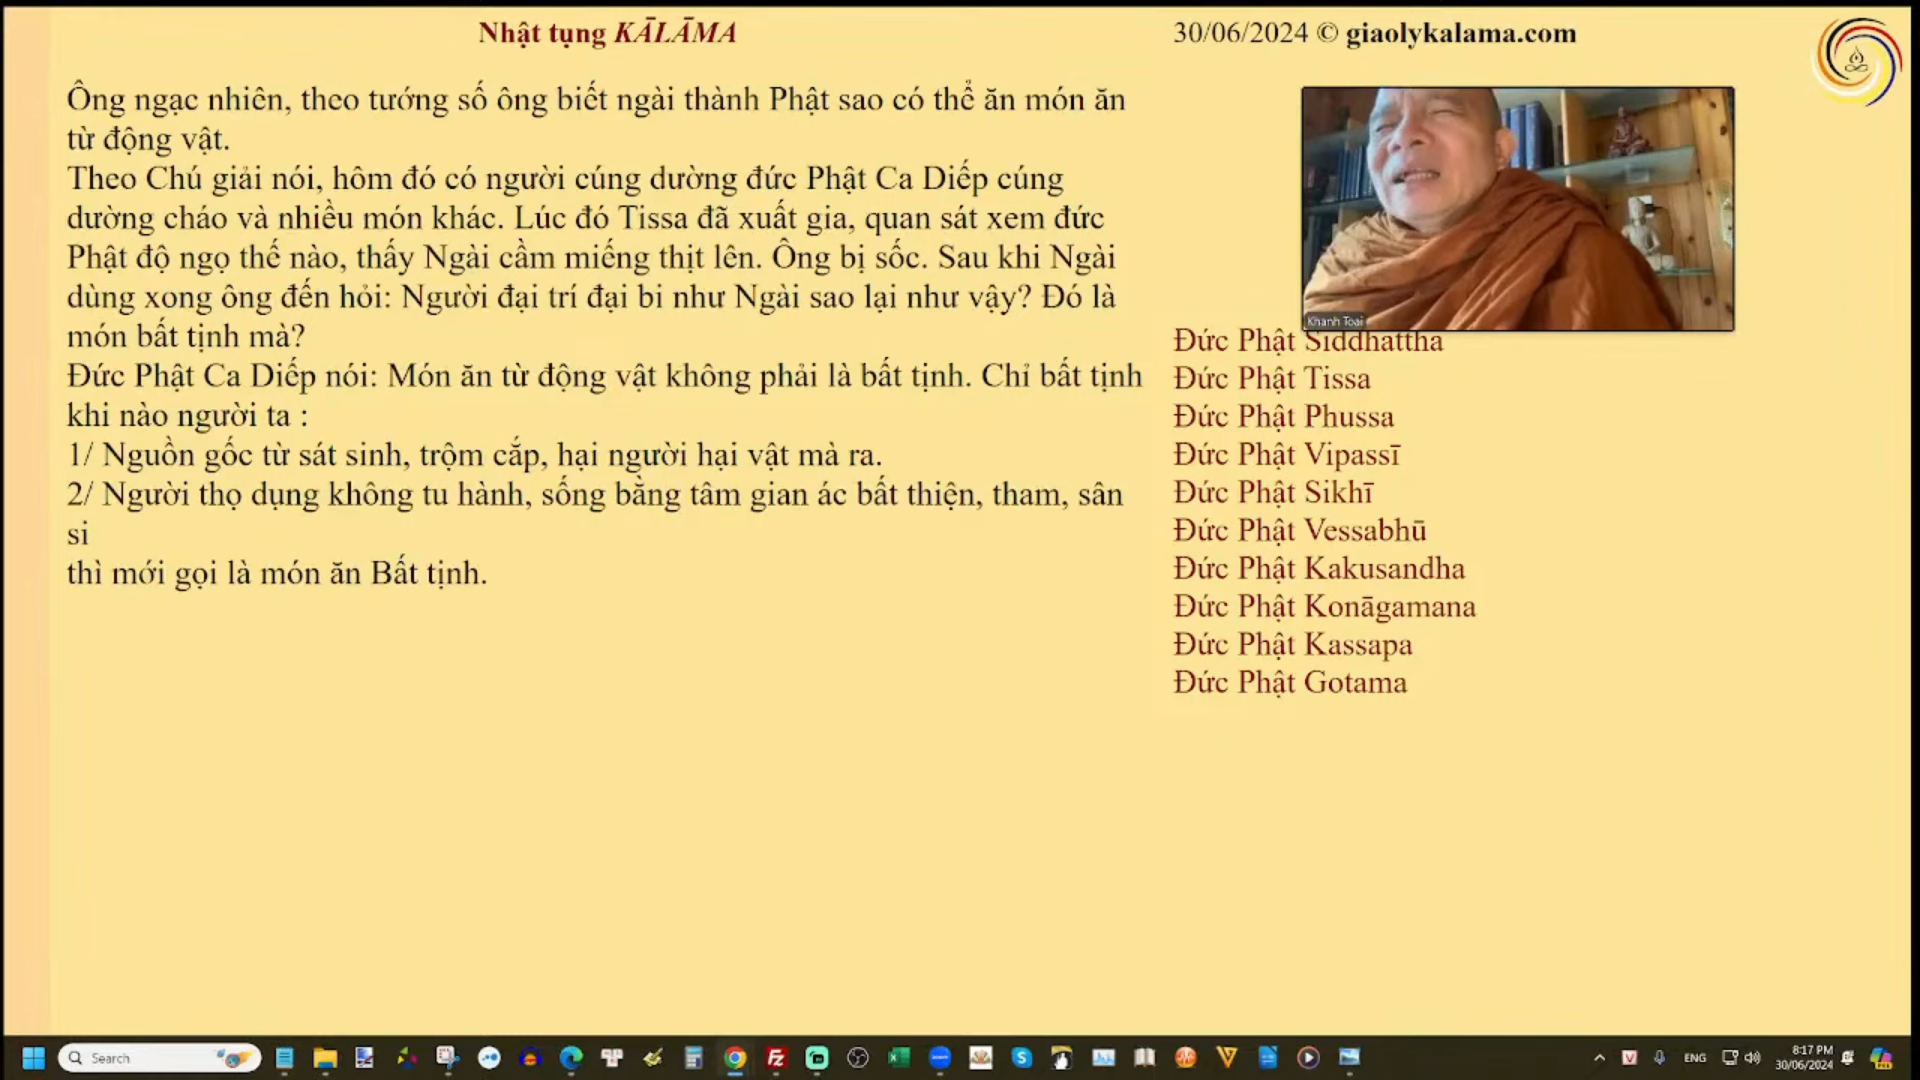 Nhật tụng KĀLĀMA
30/06/2024 © giaolykalama.com
Ông ngạc nhiên, theo tướng số ông biết ngài thành Phật sao có thể ăn món ăn
từ động vật.
Theo Chú giải nói, hôm đó có người cúng dường đức Phật Ca Diếp cúng
dường cháo và nhiều món khác. Lúc đó Tissa đã xuất gia, quan sát xem đức
Phật độ ngọ thế nào, thấy Ngài cầm miếng thịt lên. Ông bị sốc. Sau khi Ngài
dùng xong ông đến hỏi: Người đại trí đại bi như Ngài sao lại như vậy? Đó là
món bất tịnh mà?
Đức Phật Ca Diếp nói: Món ăn từ động vật không phải là bất tịnh. Chỉ bất tịnh
khi nào người ta :
1/ Nguồn gốc từ sát sinh, trộm cắp, hại người hại vật mà ra.
2/ Người thọ dụng không tu hành, sống bằng tâm gian ác bất thiện, tham, sân
si
thì mới gọi là món ăn Bất tịnh.
Khanh Toai
Đức Phật Siddhattha
Đức Phật Tissa
Đức Phật Phussa
Đức Phật Vipassī
Đức Phật Sikhī
Đức Phật Vessabhū
Đức Phật Kakusandha
Đức Phật Konāgamana
Đức Phật Kassapa
Đức Phật Gotama
Search
ENG
8:17 PM
30/06/2024